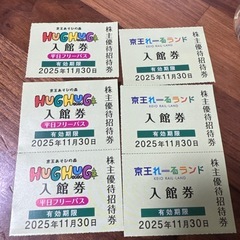 京王あそびの森
HUGHUG
入館券
平日フリーパス
有効期限
2025年11月30日
株主優待招待券
京王れーるランド
KEIO RAIL-LAND
入館券
有効期限
2025年11月30日
株主優待招待券
京王あそびの森
HUGHUG
入館券
平日フリーパス
有効期限
2025年11月30日
株主優待招待券
京王れーるランド
KEIO RAIL-LAND
入館券
有効期限
2025年11月30日
株主優待招待券
京王あそびの森
HUGHUG
入館券
平日フリーパス
有効期限
2025年11月30日
株主優待招待券
京王れーるランド
KEIO RAIL-LAND
入館券
有効期限
2025年11月30日
株主優待招待券